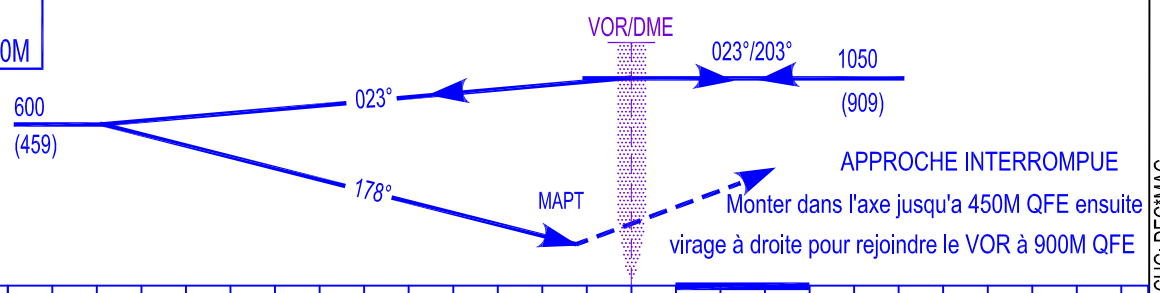 0M
VOR/DME
023°/203°
1050
(909)
600
(459)
023°
178°
MAPT
APPROCHE INTERROMPUE
Monter dans l'axe jusqu'a 450M QFE ensuite
virage à droite pour rejoindre le VOR à 900M QFE